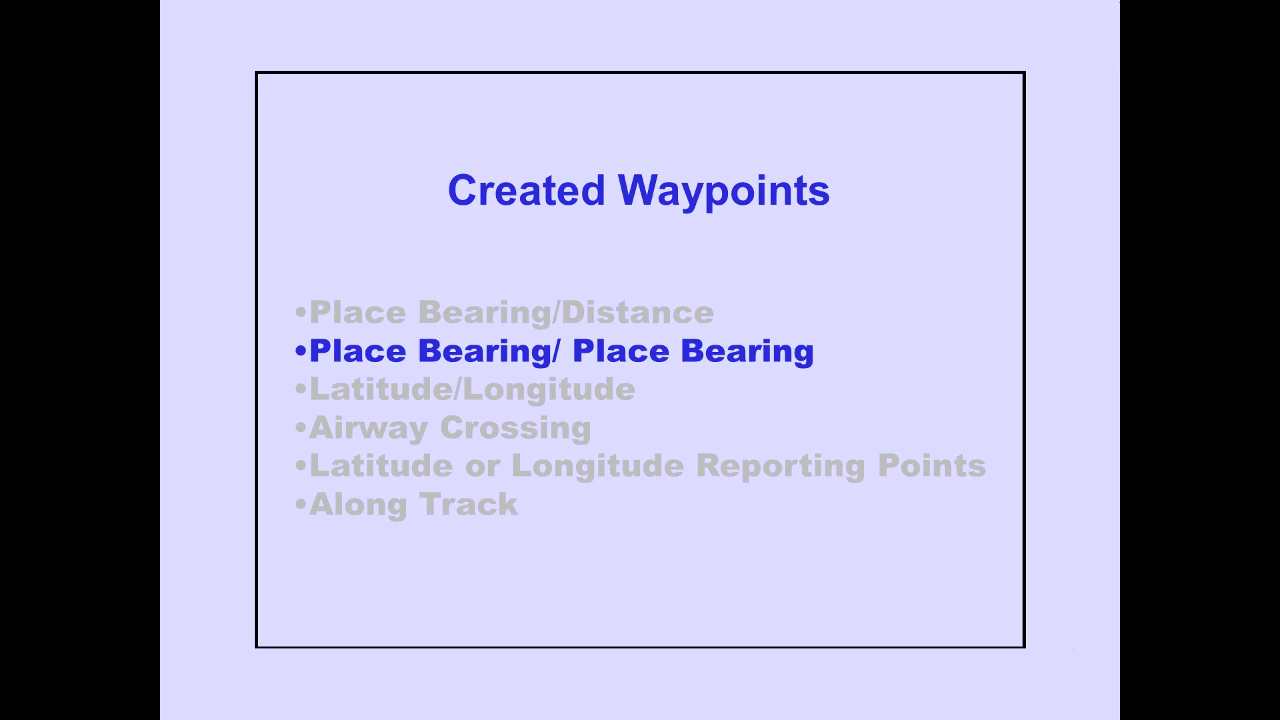 Created Waypoints
•Place Bearing/Distance
•Place Bearing/ Place Bearing
•Latitude/Longitude
•Airway Crossing
•Latitude or Longitude Reporting Points
•Along Track